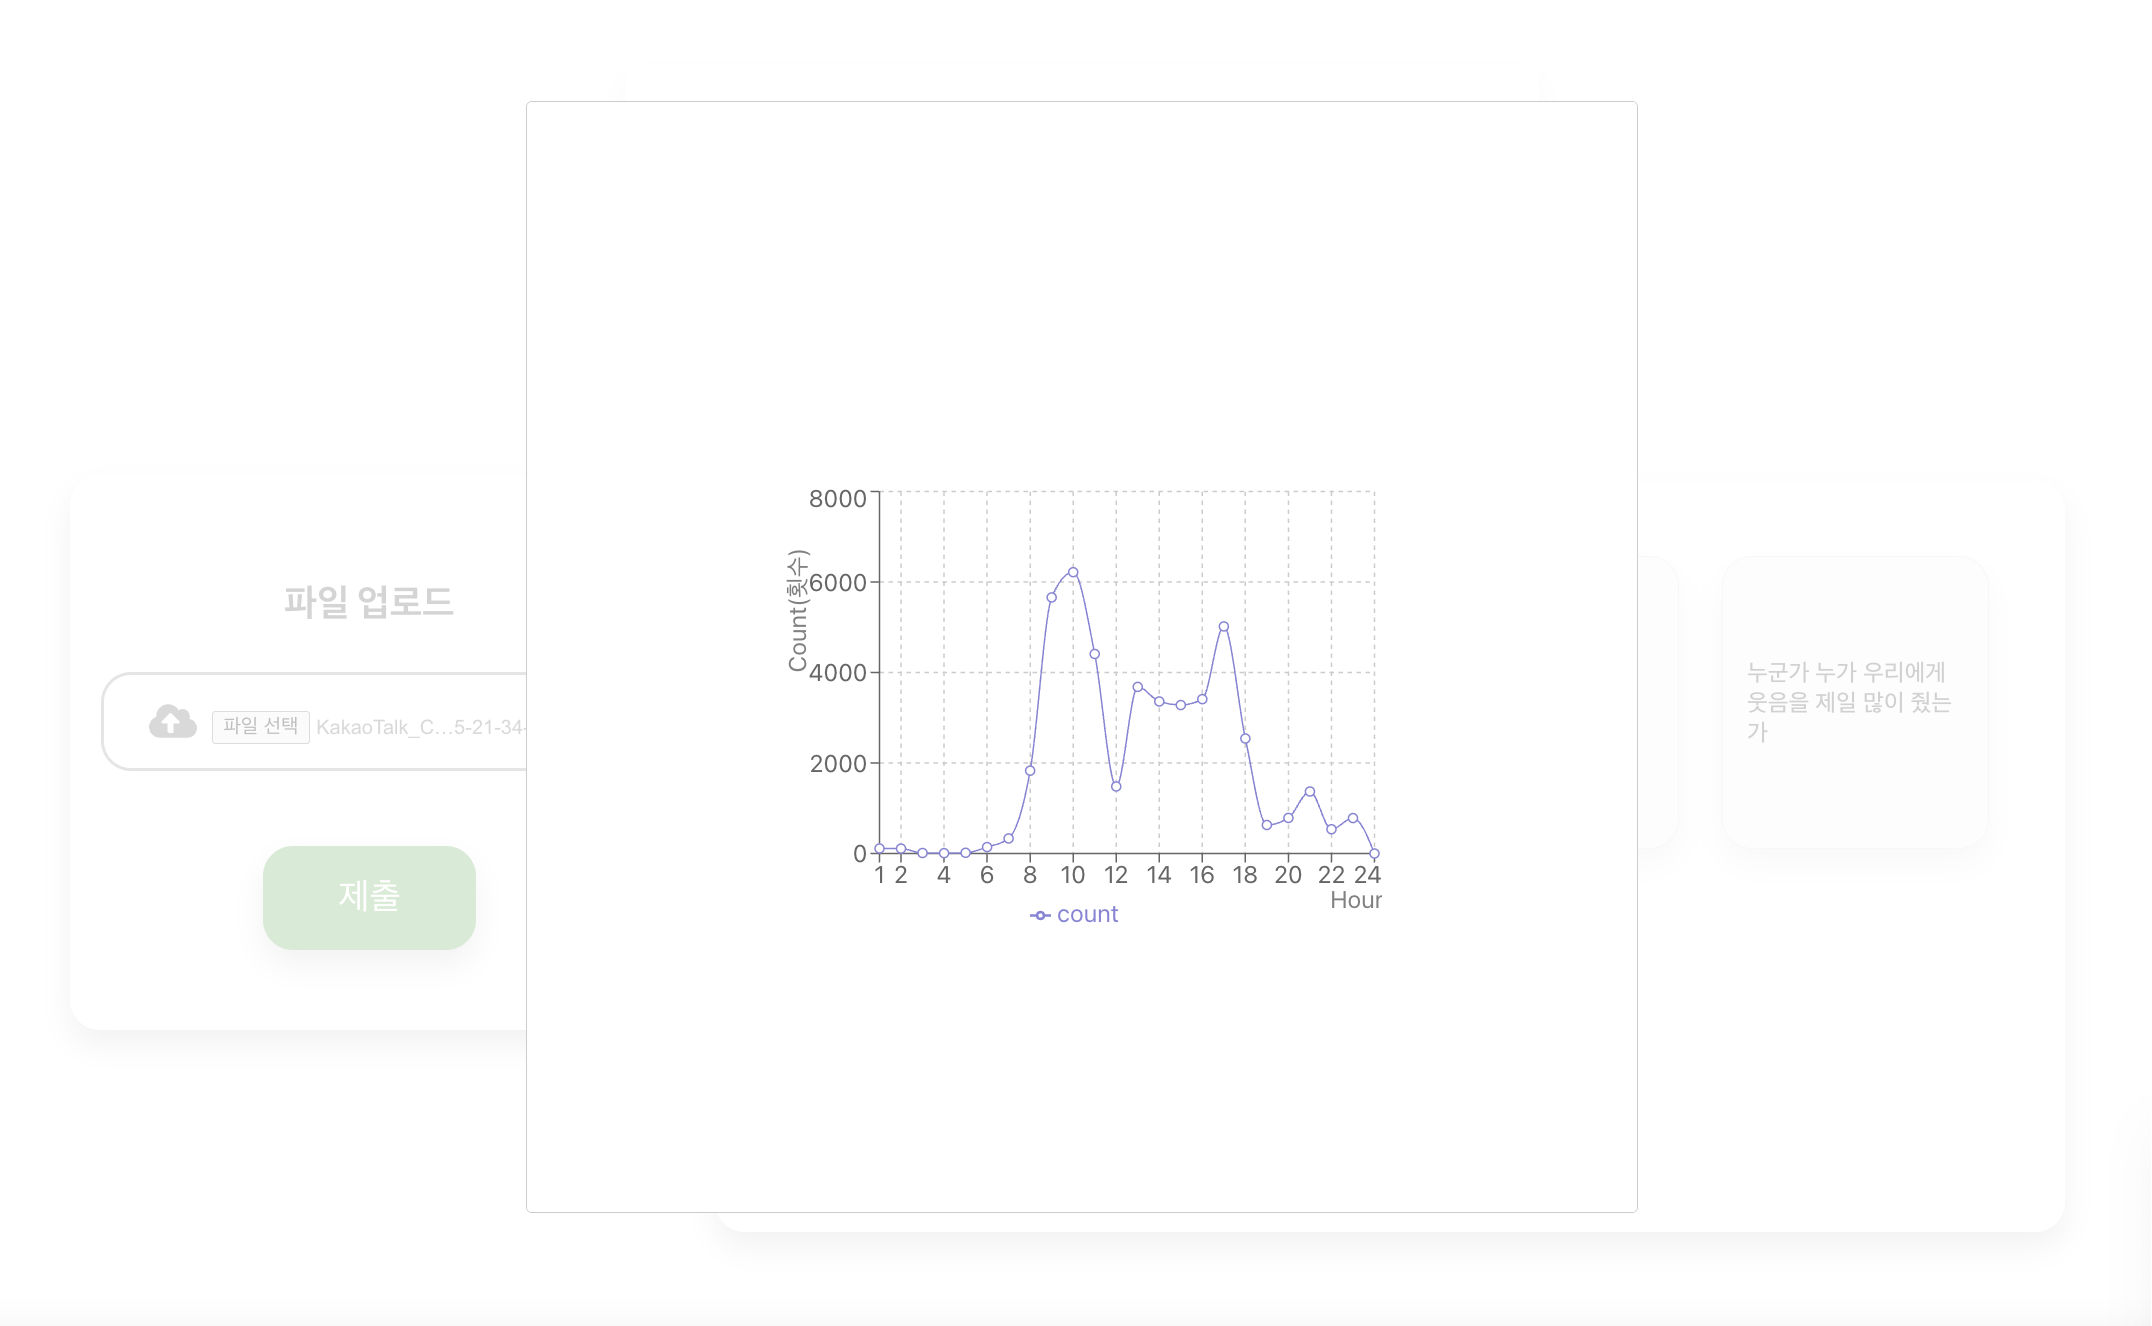 파일 업로드
파일 선택 KakaoTalk_C...5-21-34-
제출
Count(횟수)
8000
6000
4000
2000
0
1 2 4 6 8 10 12 14 16 18 20 22 24
Hour
count
누군가 누가 우리에게
웃음을 제일 많이 줬는
가